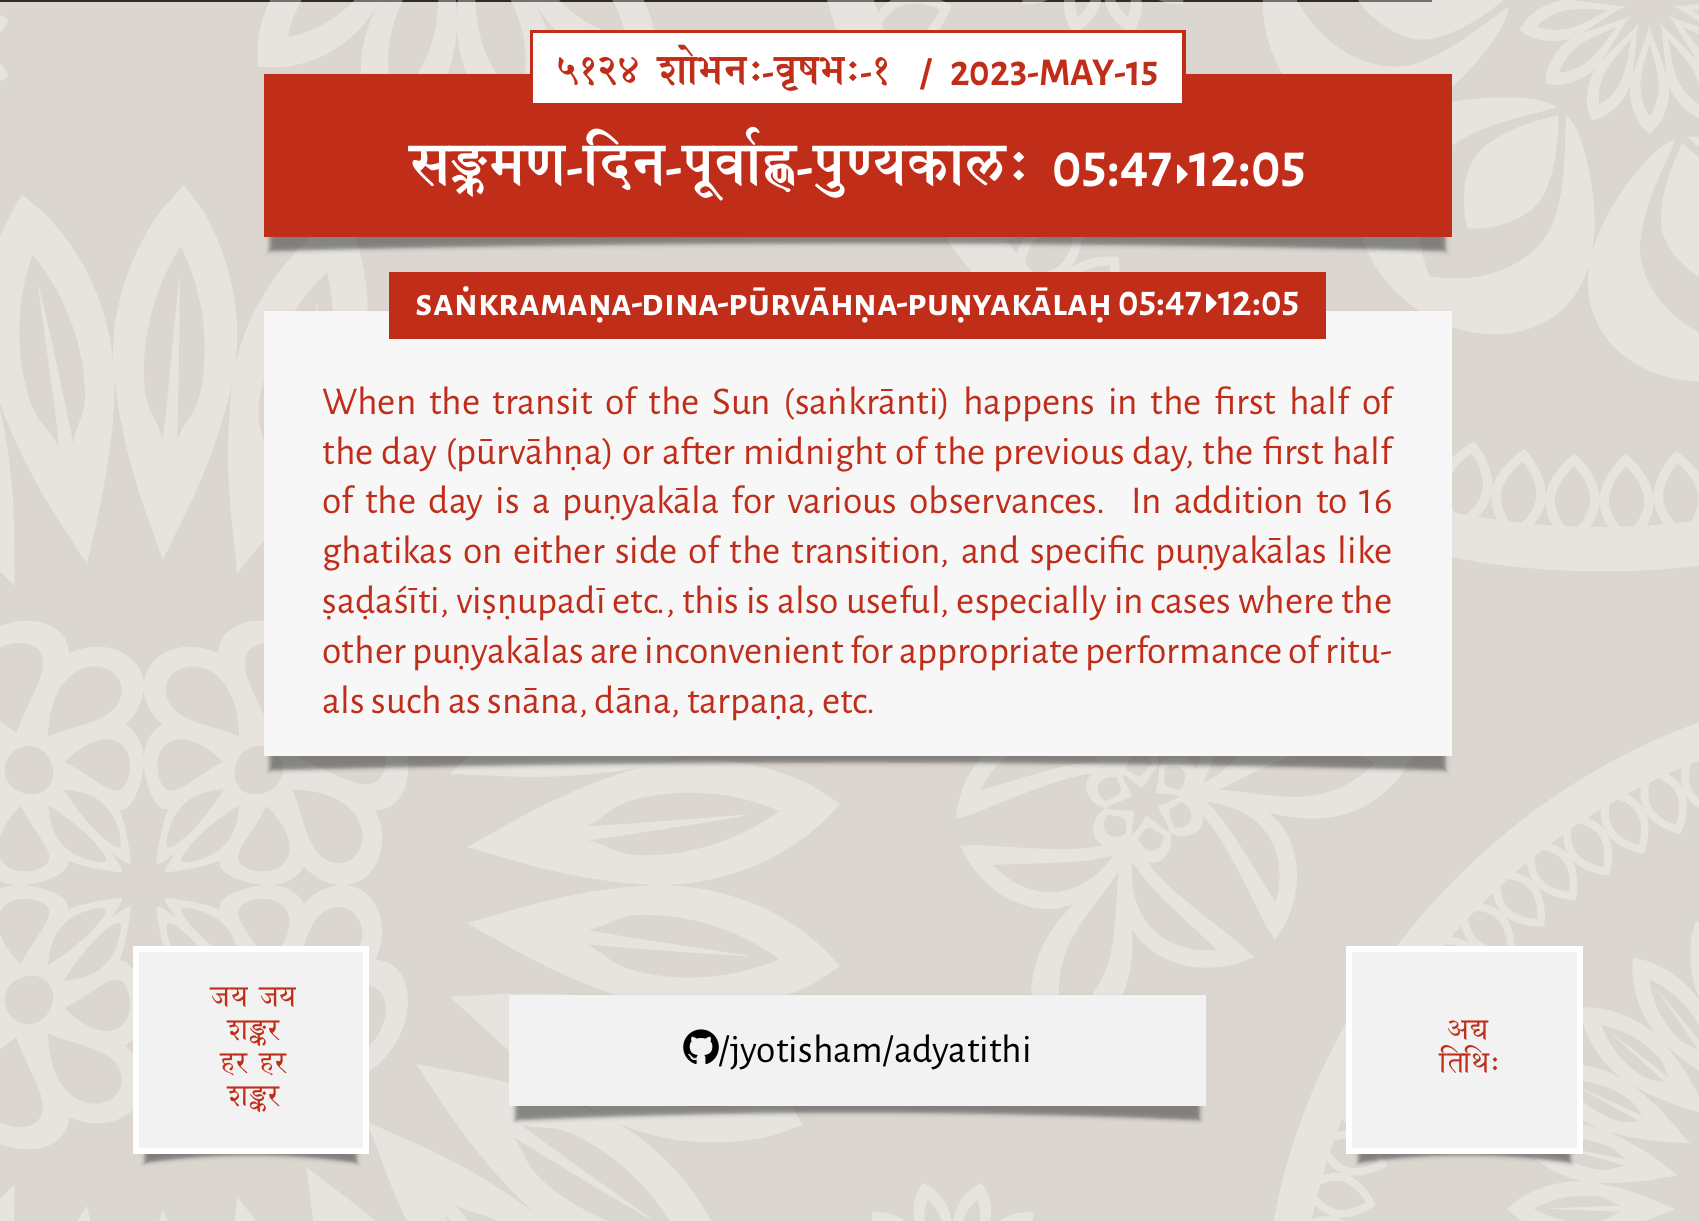 ५१२४ शोभनः-वृषभः-१ / 2023-MAY-15
सङ्क्रमण-दिन-पूर्वाह्ण-पुण्यकालः 05:47▸12:05
SAṄKRAMAṆA-DINA-PŪRVĀHṆA-PUṆYAKĀLAḤ 05:47▸12:05
When the transit of the Sun (saṅkrānti) happens in the first half of
the day (pūrvāhṇa) or after midnight of the previous day, the first half
of the day is a puṇyakāla for various observances. In addition to 16
ghatikas on either side of the transition, and specific puṇyakālas like
ṣaḍaśīti, viṣṇupadī etc., this is also useful, especially in cases where the
other puṇyakālas are inconvenient for appropriate performance of ritu-
als such as snāna, dāna, tarpaṇa, etc.
जय जय
शङ्कर
हर हर
शङ्कर
/jyotisham/adyatithi
अद्य
तिथिः